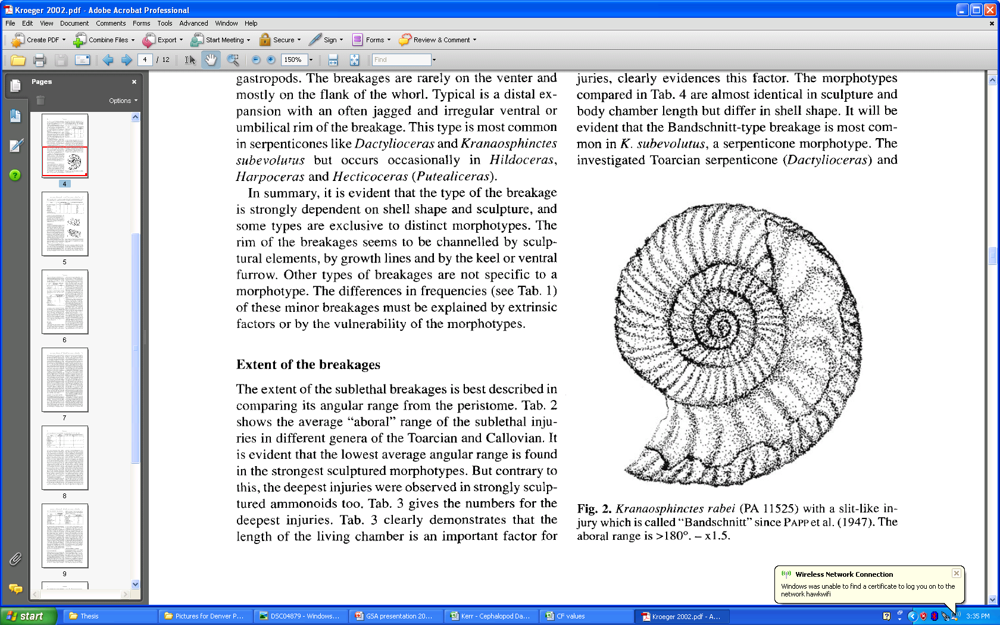 Kroeger 2002.pdf - Adobe Acrobat Professional
File Edit View Document Comments Forms Tools Advanced Window Help
Create PDF Combine Files Export Start Meeting Secure Sign Forms Review & Comment
4 / 12 150% Find
Pages
Options
4
5
6
7
8
9
gastropods. The breakages are rarely on the venter and
mostly on the flank of the whorl. Typical is a distal ex-
pansion with an often jagged and irregular ventral or
umbilical rim of the breakage. This type is most common
in serpenticones like Dactylioceras and Kranaosphinctes
subevolutus but occurs occasionally in Hildoceras,
Harpoceras and Hecticoceras (Putealiceras).
In summary, it is evident that the type of the breakage
is strongly dependent on shell shape and sculpture, and
some types are exclusive to distinct morphotypes. The
rim of the breakages seems to be channelled by sculp-
tural elements, by growth lines and by the keel or ventral
furrow. Other types of breakages are not specific to a
morphotype. The differences in frequencies (see Tab. 1)
of these minor breakages must be explained by extrinsic
factors or by the vulnerability of the morphotypes.
Extent of the breakages
The extent of the sublethal breakages is best described in
comparing its angular range from the peristome. Tab. 2
shows the average “aboral” range of the sublethal inju-
ries in different genera of the Toarcian and Callovian. It
is evident that the lowest average angular range is found
in the strongest sculptured morphotypes. But contrary to
this, the deepest injuries were observed in strongly sculp-
tured ammonoids too. Tab. 3 gives the numbers for the
deepest injuries. Tab. 3 clearly demonstrates that the
length of the living chamber is an important factor for
juries, clearly evidences this factor. The morphotypes
compared in Tab. 4 are almost identical in sculpture and
body chamber length but differ in shell shape. It will be
evident that the Bandschnitt-type breakage is most com-
mon in K. subevolutus, a serpenticone morphotype. The
investigated Toarcian serpenticone (Dactylioceras) and
Fig. 2. Kranaosphinctes rabei (PA 11525) with a slit-like in-
jury which is called “Bandschnitt” since PAPP et al. (1947). The
aboral range is >180°. – x1.5.
Wireless Network Connection
Windows was unable to find a certificate to log you on to the
network hawkwifi
start Thesis Pictures for Denver P... DSC04879 - Windows... GSA presentation 20... Kerr - Cephalopod Da... CF values Kroeger 2002.pdf - A... 3:35 PM